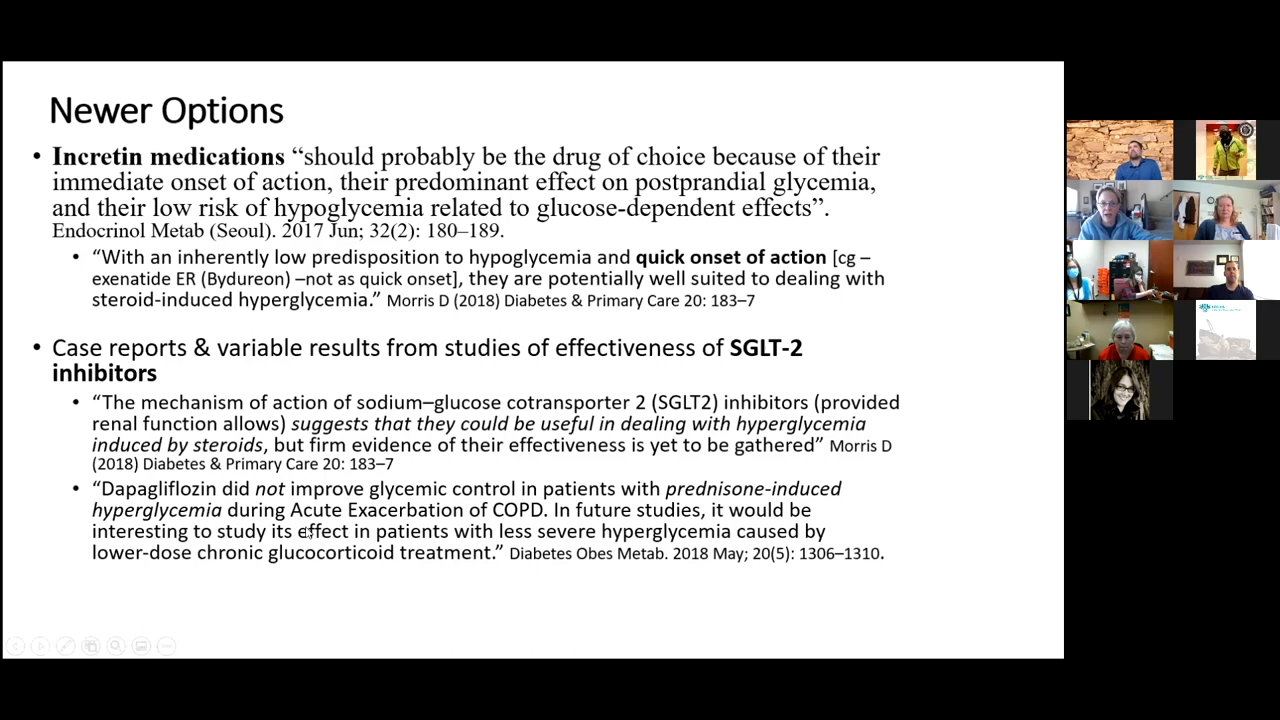 Newer Options
• Incretin medications “should probably be the drug of choice because of their
immediate onset of action, their predominant effect on postprandial glycemia,
and their low risk of hypoglycemia related to glucose-dependent effects”.
Endocrinol Metab (Seoul). 2017 Jun; 32(2): 180–189.
• “With an inherently low predisposition to hypoglycemia and quick onset of action [cg –
exenatide ER (Bydureon) –not as quick onset], they are potentially well suited to dealing with
steroid-induced hyperglycemia.” Morris D (2018) Diabetes & Primary Care 20: 183–7
• Case reports & variable results from studies of effectiveness of SGLT-2
inhibitors
• “The mechanism of action of sodium–glucose cotransporter 2 (SGLT2) inhibitors (provided
renal function allows) suggests that they could be useful in dealing with hyperglycemia
induced by steroids, but firm evidence of their effectiveness is yet to be gathered” Morris D
(2018) Diabetes & Primary Care 20: 183–7
• “Dapagliflozin did not improve glycemic control in patients with prednisone-induced
hyperglycemia during Acute Exacerbation of COPD. In future studies, it would be
interesting to study its effect in patients with less severe hyperglycemia caused by
lower-dose chronic glucocorticoid treatment.” Diabetes Obes Metab. 2018 May; 20(5): 1306–1310.